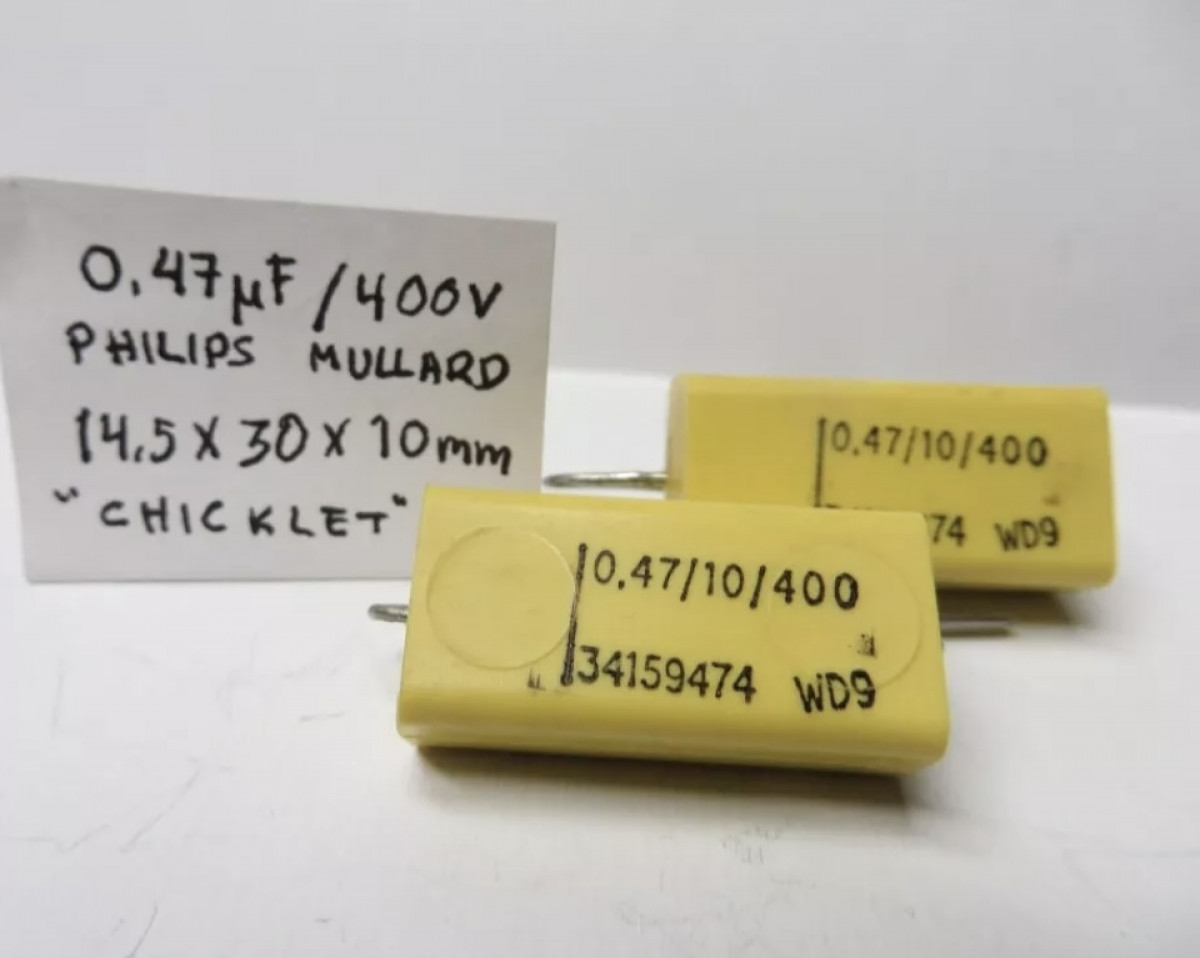 0.47µF/400V
PHILIPS MULLARD
14.5 X 30 X 10mm
"CHICKLET"
0.47/10/400
74 WD9
0.47/10/400
34159474 WD9